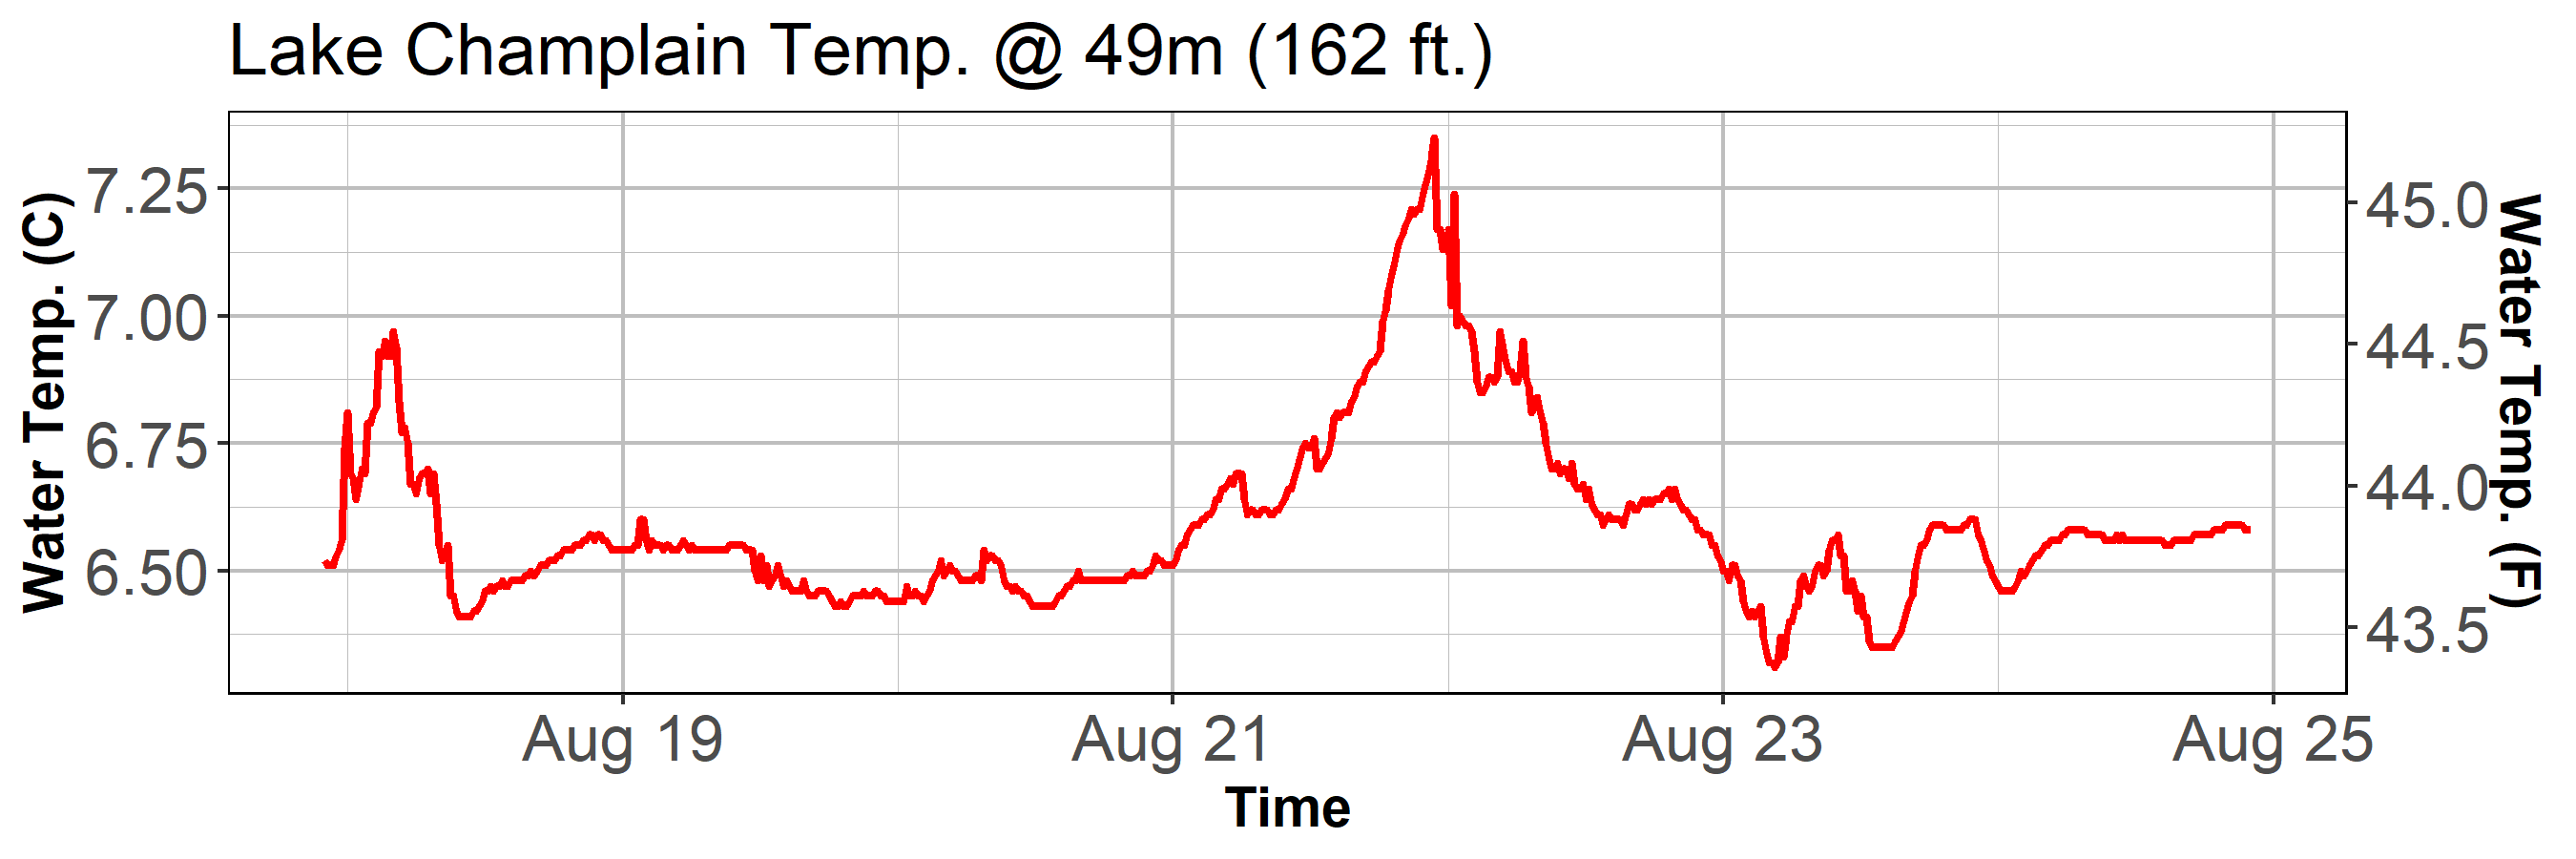 Lake Champlain Temp. @ 49m (162 ft.)
Water Temp. (C)
7.25
7.00
6.75
6.50
45.0
44.5
44.0
43.5
Water Temp. (F)
Aug 19
Aug 21
Aug 23
Aug 25
Time